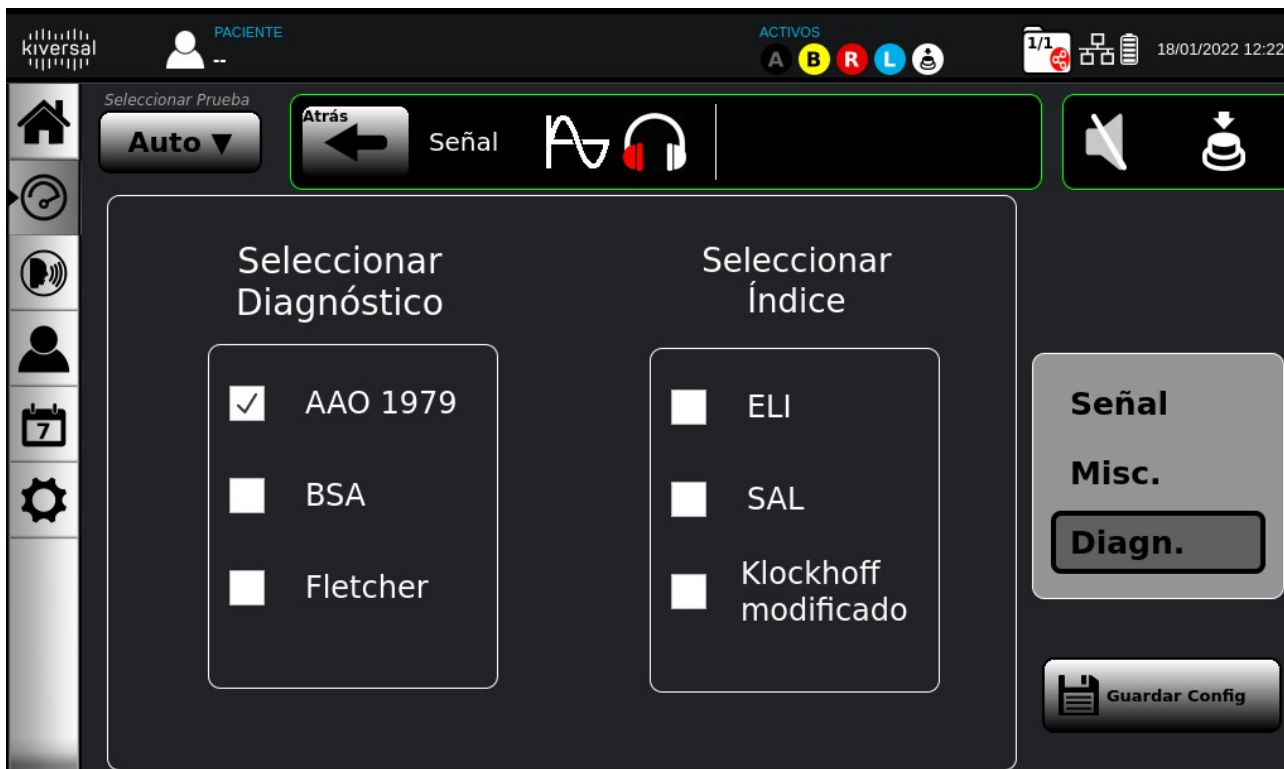 kiversal
PACIENTE
--
ACTIVOS
A B R L
1/1
18/01/2022 12:22
Seleccionar Prueba
Auto ▼
Atrás
Señal
Seleccionar
Diagnóstico
Seleccionar
Índice
AAO 1979
BSA
Fletcher
ELI
SAL
Klockhoff
modificado
7
Señal
Misc.
Diagn.
Guardar Config